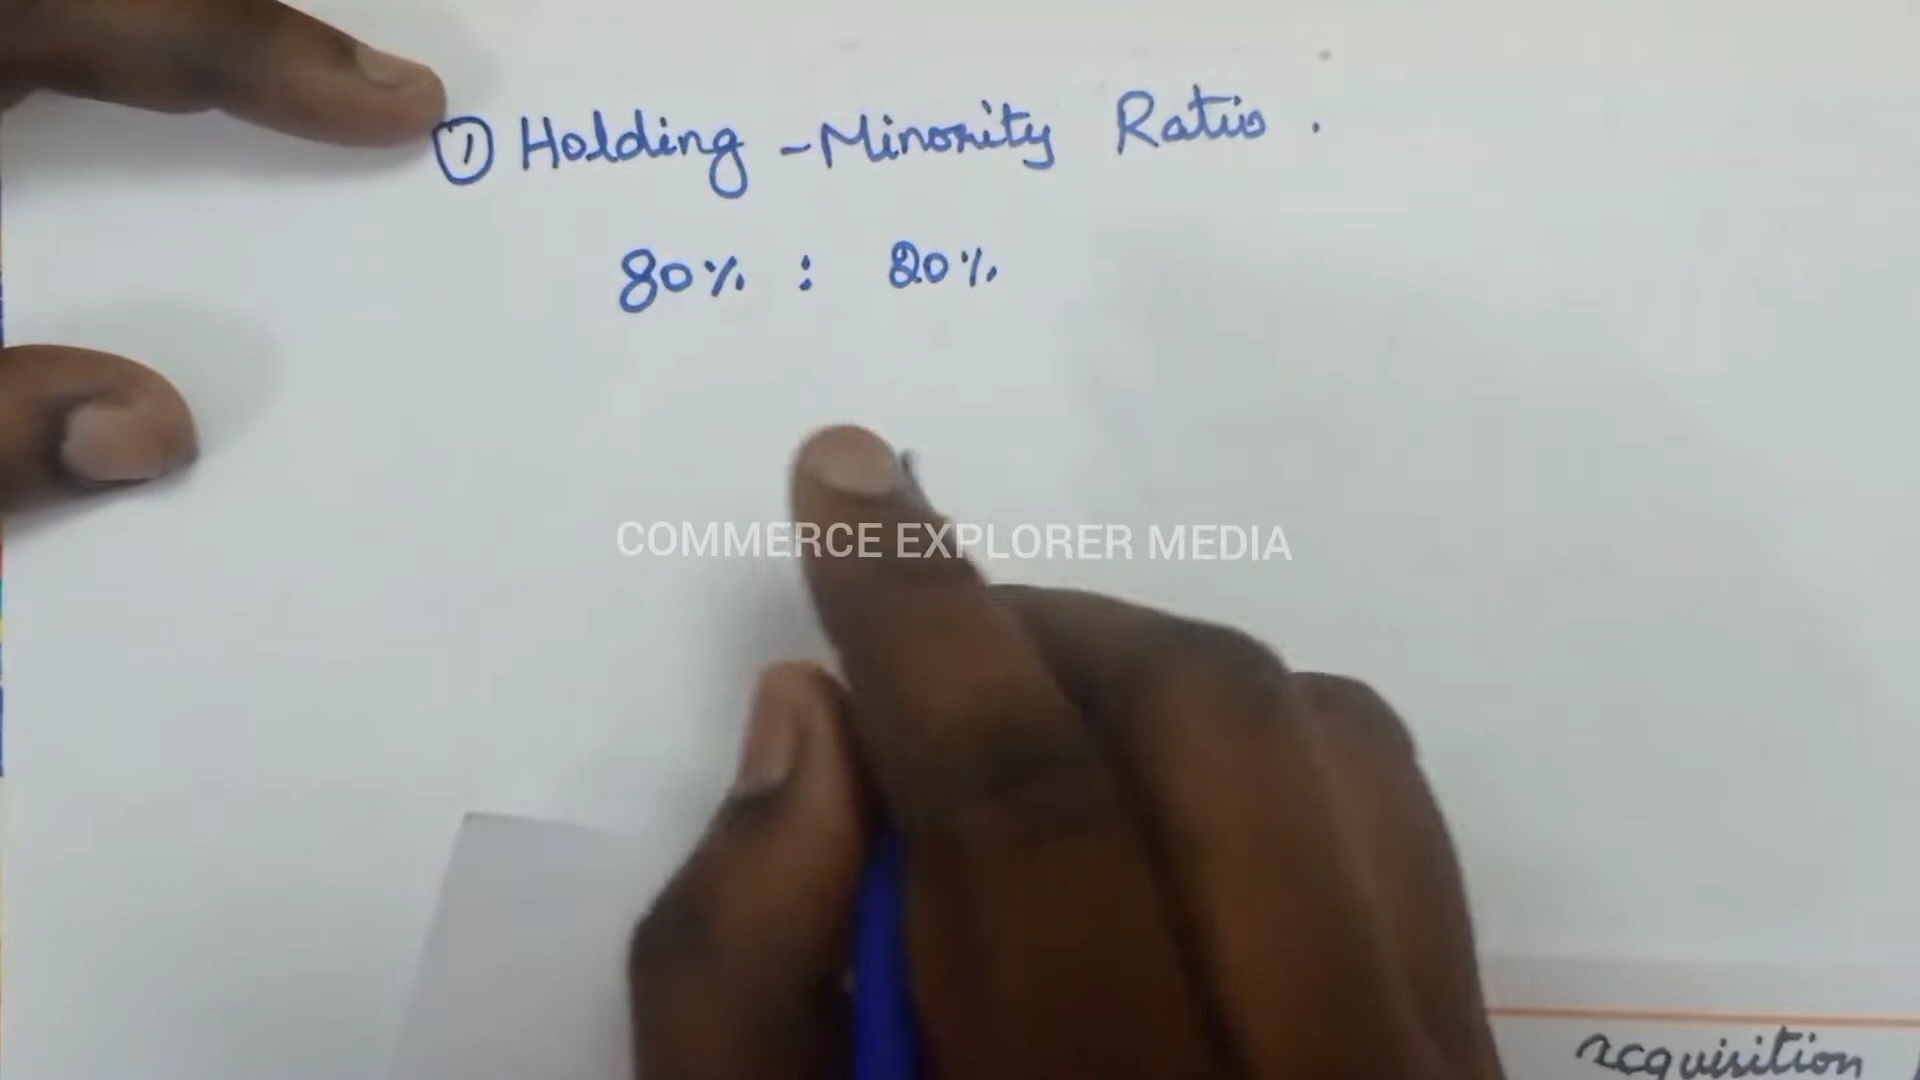 ① Holding - Minority Ratio.
80% : 20%
COMMERCE EXPLORER MEDIA
acquisition